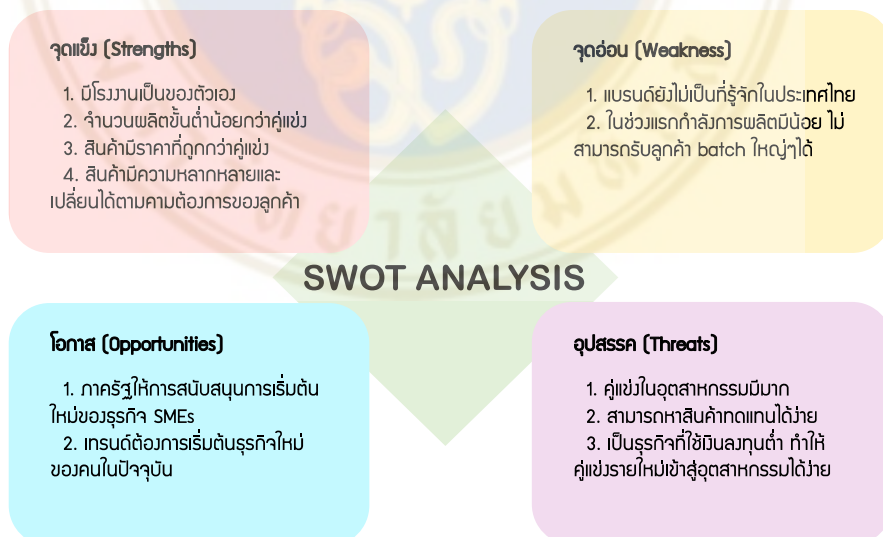 จุดแข็ง (Strengths)
1. มีโรงงานเป็นของตัวเอง
2. จำนวนผลิตขั้นต่ำน้อยกว่าคู่แข่ง
3. สินค้ามีราคาที่ถูกกว่าคู่แข่ง
4. สินค้ามีความหลากหลายและ
เปลี่ยนได้ตามคามต้องการของลูกค้า
จุดอ่อน (Weakness)
1. แบรนด์ยังไม่เป็นที่รู้จักในประเทศไทย
2. ในช่วงแรกกำลังการผลิตมีน้อย ไม่
สามารถรับลูกค้า batch ใหญ่ๆได้
SWOT ANALYSIS
โอกาส (Opportunities)
1. ภาครัฐให้การสนับสนุนการเริ่มต้น
ใหม่ของธุรกิจ SMEs
2. เทรนด์ต้องการเริ่มต้นธุรกิจใหม่
ของคนในปัจจุบัน
อุปสรรค (Threats)
1. คู่แข่งในอุตสาหกรรมมีมาก
2. สามารถหาสินค้าทดแทนได้ง่าย
3. เป็นธุรกิจที่ใช้เงินลงทุนต่ำ ทำให้
คู่แข่งรายใหม่เข้าสู่อุตสาหกรรมได้ง่าย